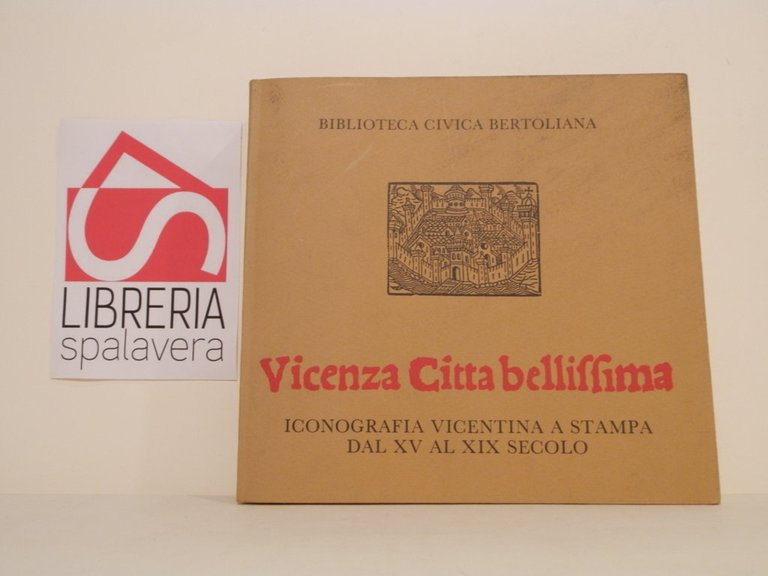 LIBRERIA
spalavera
BIBLIOTECA CIVICA BERTOLIANA
Vicenza Citta belliſſima
ICONOGRAFIA VICENTINA A STAMPA
DAL XV AL XIX SECOLO